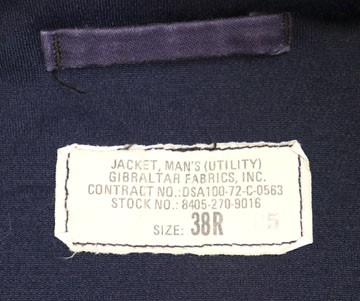 JACKET, MAN'S (UTILITY)
GIBRALTAR FABRICS, INC.
CONTRACT NO.: DSA100-72-C-0563
STOCK NO.: 8405-270-9016
SIZE: 38R